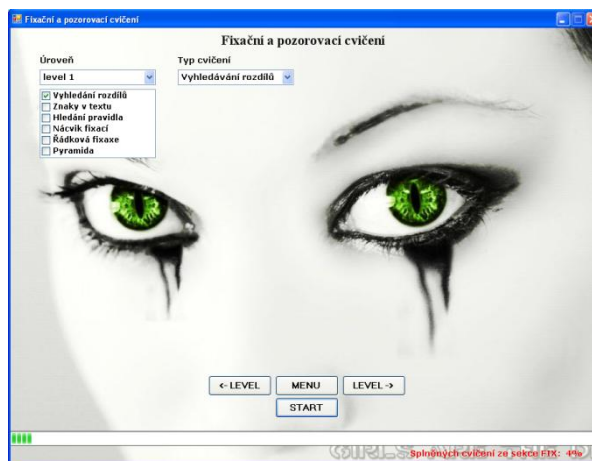 Fixační a pozorovací cvičení
Fixační a pozorovací cvičení
Úroveň
Typ cvičení
level 1
Vyhledávání rozdílů
Vyhledání rozdílů
Znaky v textu
Hledání pravidla
Nácvik fixací
Řádková fixaxe
Pyramida
<- LEVEL
MENU
LEVEL ->
START
Splněných cvičení ze sekce FIX: 4%